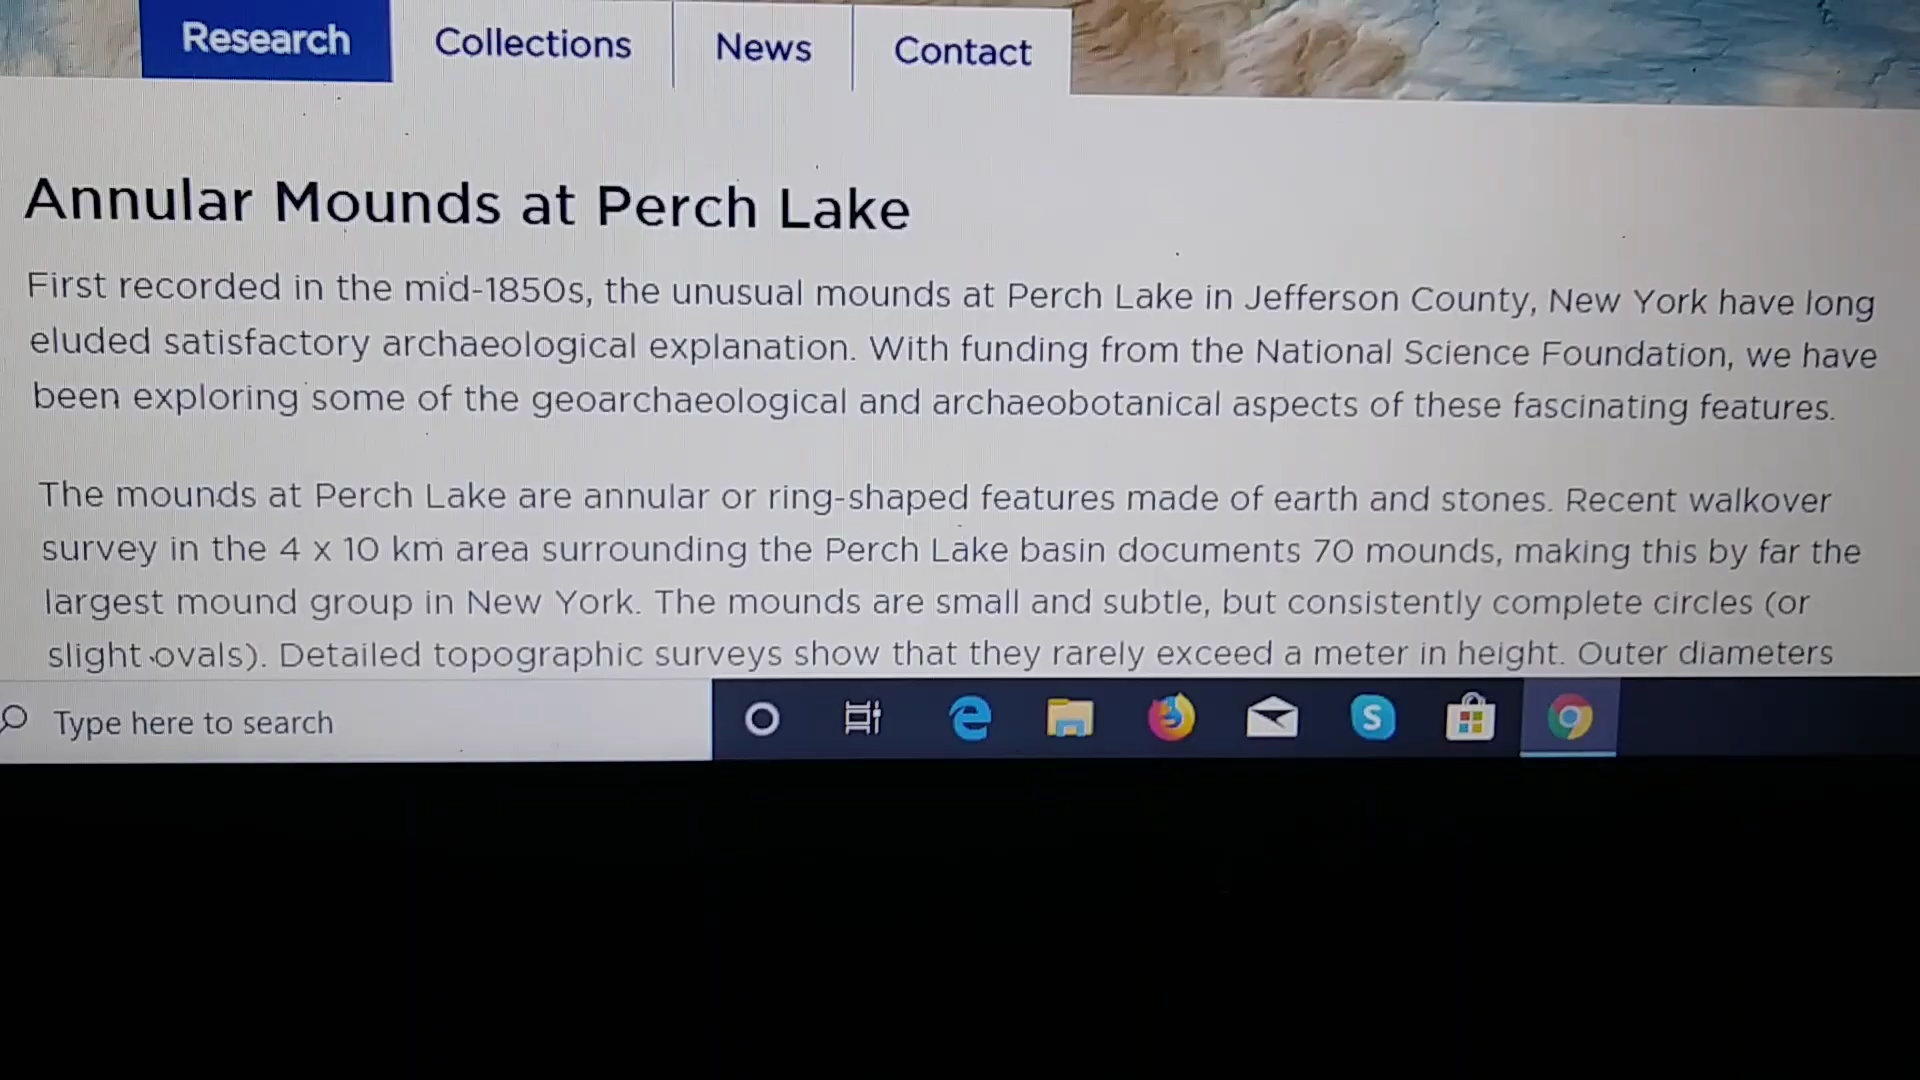 Research Collections News Contact
Annular Mounds at Perch Lake
First recorded in the mid-1850s, the unusual mounds at Perch Lake in Jefferson County, New York have long
eluded satisfactory archaeological explanation. With funding from the National Science Foundation, we have
been exploring some of the geoarchaeological and archaeobotanical aspects of these fascinating features.
The mounds at Perch Lake are annular or ring-shaped features made of earth and stones. Recent walkover
survey in the 4 x 10 km area surrounding the Perch Lake basin documents 70 mounds, making this by far the
largest mound group in New York. The mounds are small and subtle, but consistently complete circles (or
slight ovals). Detailed topographic surveys show that they rarely exceed a meter in height. Outer diameters
Type here to search